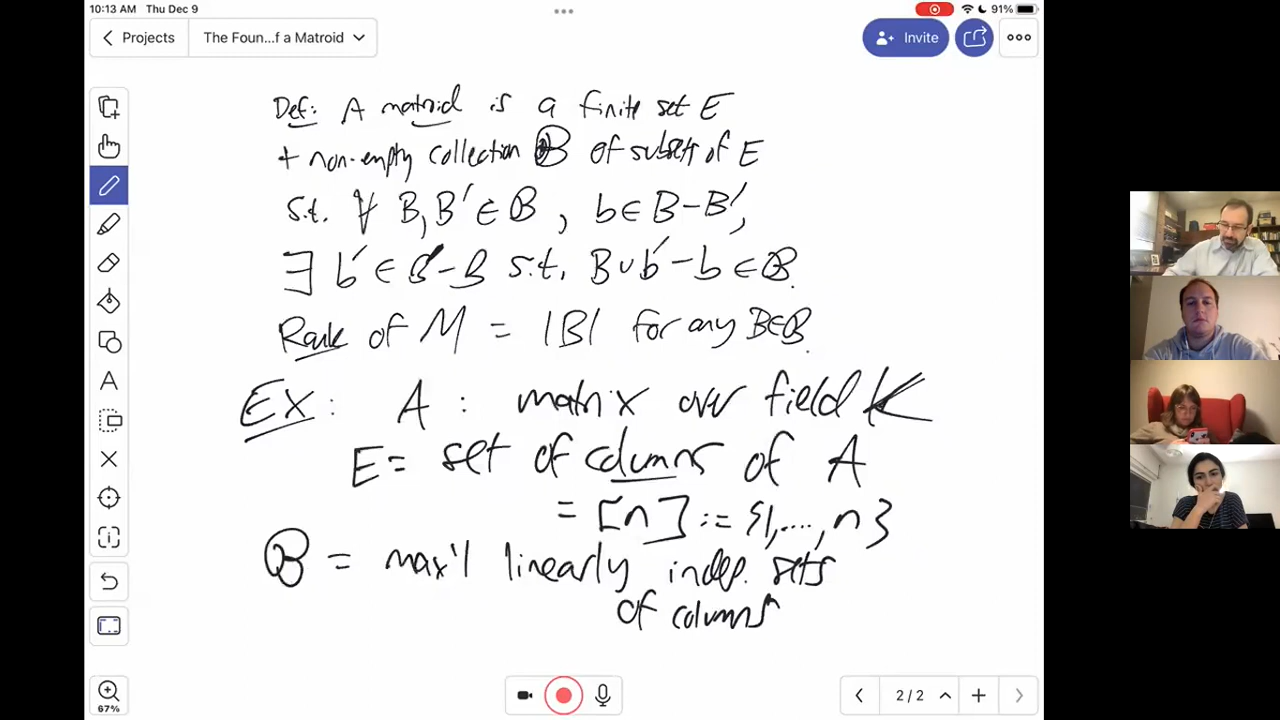 10:13 AM Thu Dec 9
91%
Projects
The Foun...f a Matroid
Invite
Def: A matroid is a finite set E
+ non-empty collection ℬ of subsets of E
s.t. ∀ B, B' ∈ ℬ, b ∈ B - B',
∃ b' ∈ B' - B s.t. B ∪ b' - b ∈ ℬ.
Rank of M = |B| for any B∈ℬ.
EX: A: matrix over field K
E = set of columns of A
= [n] := {1,...,n}
ℬ = max'l linearly indep. sets
of columns
67%
2 / 2